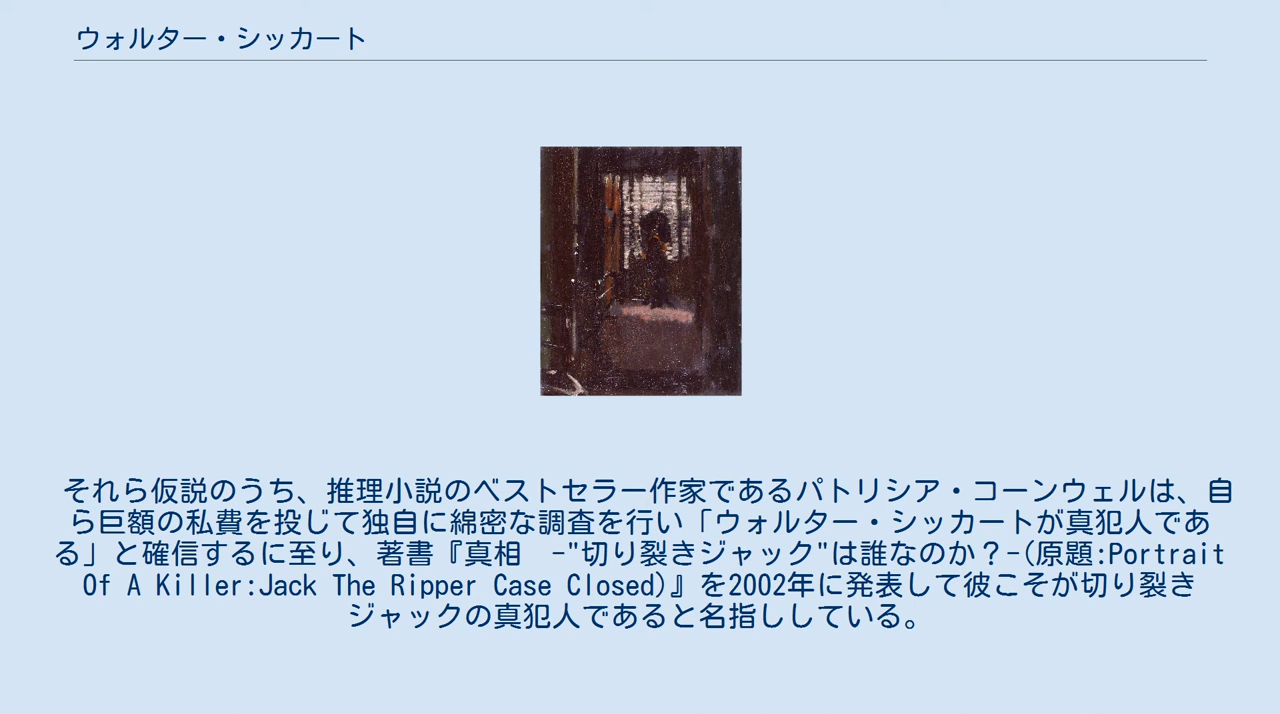 ウォルター・シッカート
それら仮説のうち、推理小説のベストセラー作家であるパトリシア・コーンウェルは、自
ら巨額の私費を投じて独自に綿密な調査を行い「ウォルター・シッカートが真犯人であ
る」と確信するに至り、著書『真相　-"切り裂きジャック"は誰なのか？-(原題:Portrait
Of A Killer:Jack The Ripper Case Closed)』を2002年に発表して彼こそが切り裂き
ジャックの真犯人であると名指ししている。